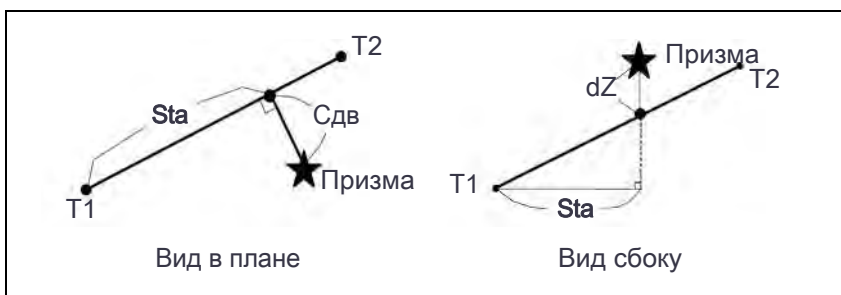 T2
Sta
Сдв
Призма
T1
Вид в плане
Призма
T2
dZ
T1
Sta
Вид сбоку